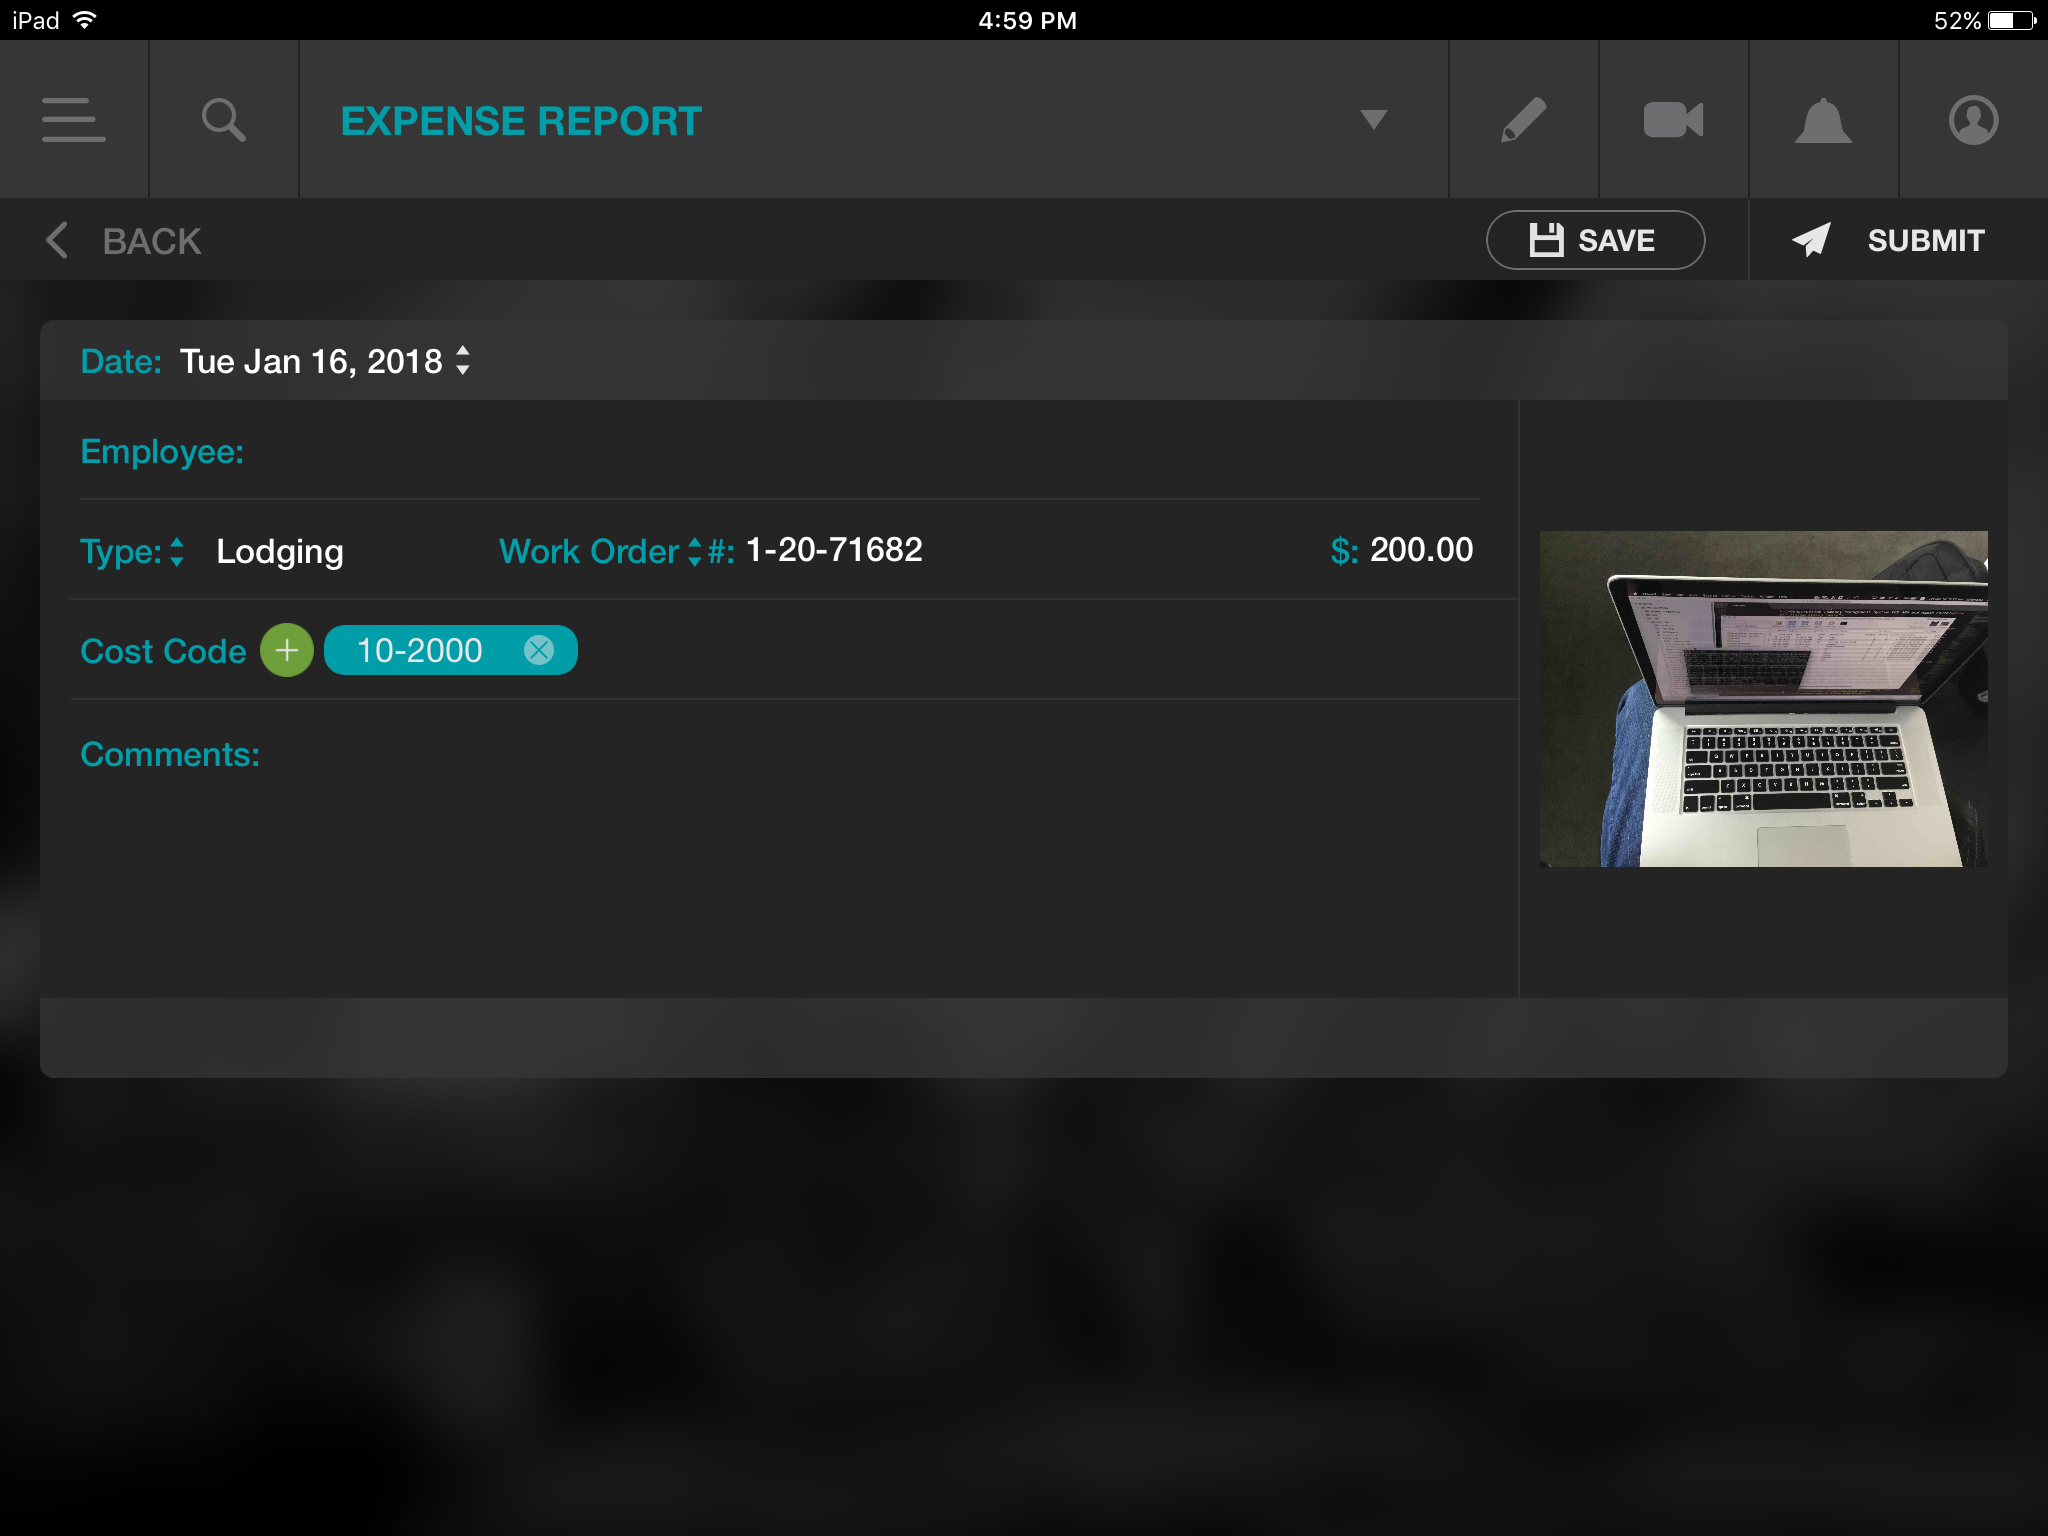 iPad 4:59 PM 52%
EXPENSE REPORT
BACK SAVE SUBMIT
Date: Tue Jan 16, 2018
Employee:
Type: Lodging Work Order #: 1-20-71682 $: 200.00
Cost Code + 10-2000
Comments: